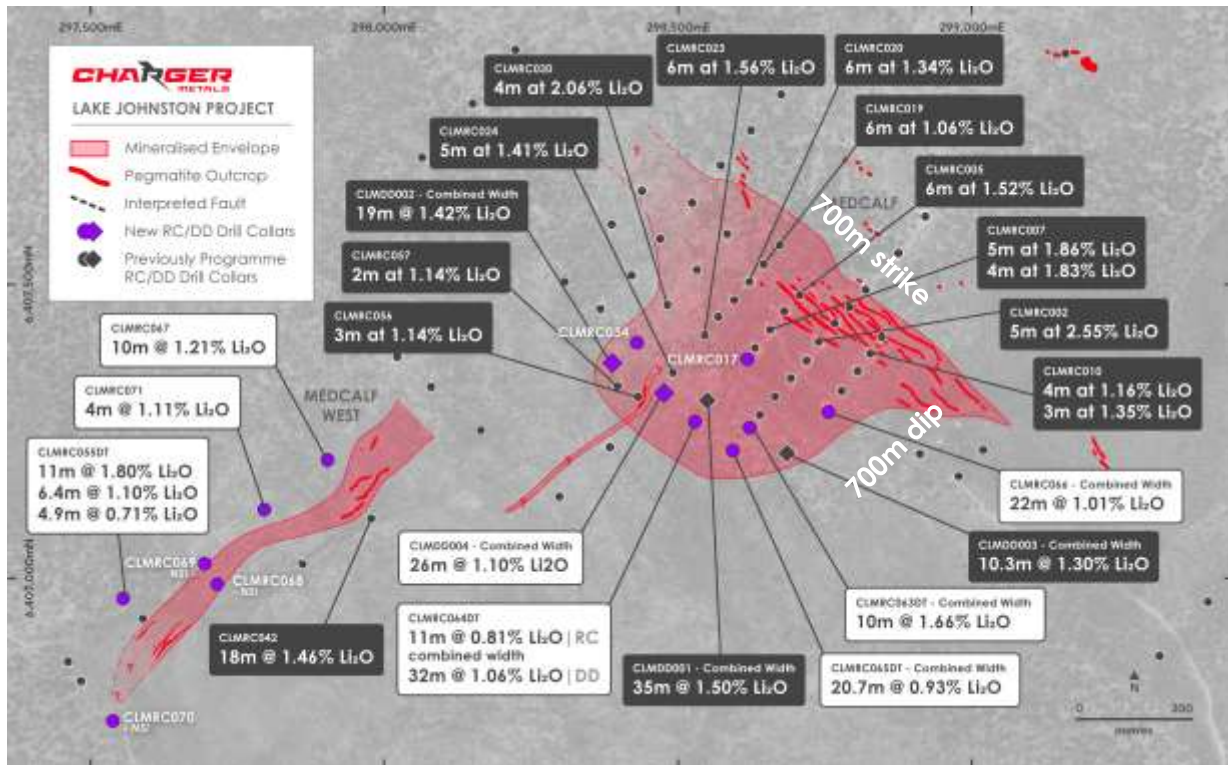 297,500mE
298,000mE
298,500mE
299,000mE
6,407,500mN
6,407,000mN
CHARGER
METALS
LAKE JOHNSTON PROJECT
Mineralised Envelope
Pegmatite Outcrop
Interpreted Fault
New RC/DD Drill Collars
Previously Programme
RC/DD Drill Collars
CLMRC023
6m at 1.56% Li₂O
CLMRC020
6m at 1.34% Li₂O
CLMRC030
4m at 2.06% Li₂O
CLMRC019
6m at 1.06% Li₂O
CLMRC024
5m at 1.41% Li₂O
CLMRC005
6m at 1.52% Li₂O
CLMDD002 - Combined Width
19m @ 1.42% Li₂O
MEDCALF
700m strike
CLMRC007
5m at 1.86% Li₂O
4m at 1.83% Li₂O
CLMRC057
2m at 1.14% Li₂O
CLMRC056
3m at 1.14% Li₂O
CLMRC034
CLMRC017
CLMRC002
5m at 2.55% Li₂O
CLMRC067
10m @ 1.21% Li₂O
CLMRC010
4m at 1.16% Li₂O
3m at 1.35% Li₂O
CLMRC071
4m @ 1.11% Li₂O
MEDCALF
WEST
700m dip
CLMRC055DT
11m @ 1.80% Li₂O
6.4m @ 1.10% Li₂O
4.9m @ 0.71% Li₂O
CLMRC066 - Combined Width
22m @ 1.01% Li₂O
CLMDD004 - Combined Width
26m @ 1.10% Li2O
CLMDD003 - Combined Width
10.3m @ 1.30% Li₂O
CLMRC069
- NSI
CLMRC068
- NSI
CLMRC063DT - Combined Width
10m @ 1.66% Li₂O
CLMRC064DT
11m @ 0.81% Li₂O | RC
combined width
32m @ 1.06% Li₂O | DD
CLMRC042
18m @ 1.46% Li₂O
CLMDD001 - Combined Width
35m @ 1.50% Li₂O
CLMRC065DT - Combined Width
20.7m @ 0.93% Li₂O
CLMRC070
- NSI
N
0 300
metres